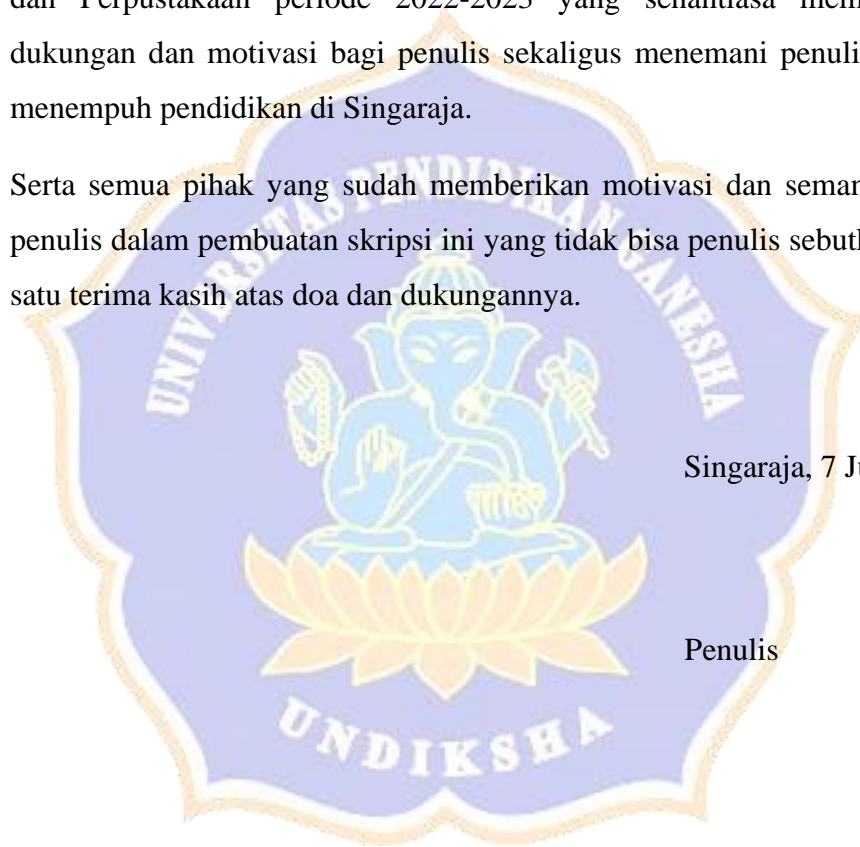 dan Perpustakaan periode 2022-2023 yang senantiasa mem
dukungan dan motivasi bagi penulis sekaligus menemani penuli
menempuh pendidikan di Singaraja.
Serta semua pihak yang sudah memberikan motivasi dan seman
penulis dalam pembuatan skripsi ini yang tidak bisa penulis sebutk
satu terima kasih atas doa dan dukungannya.
UNIVERSITAS PENDIDIKAN GANESHA
Singaraja, 7 Ju
Penulis
UNDIKSHA